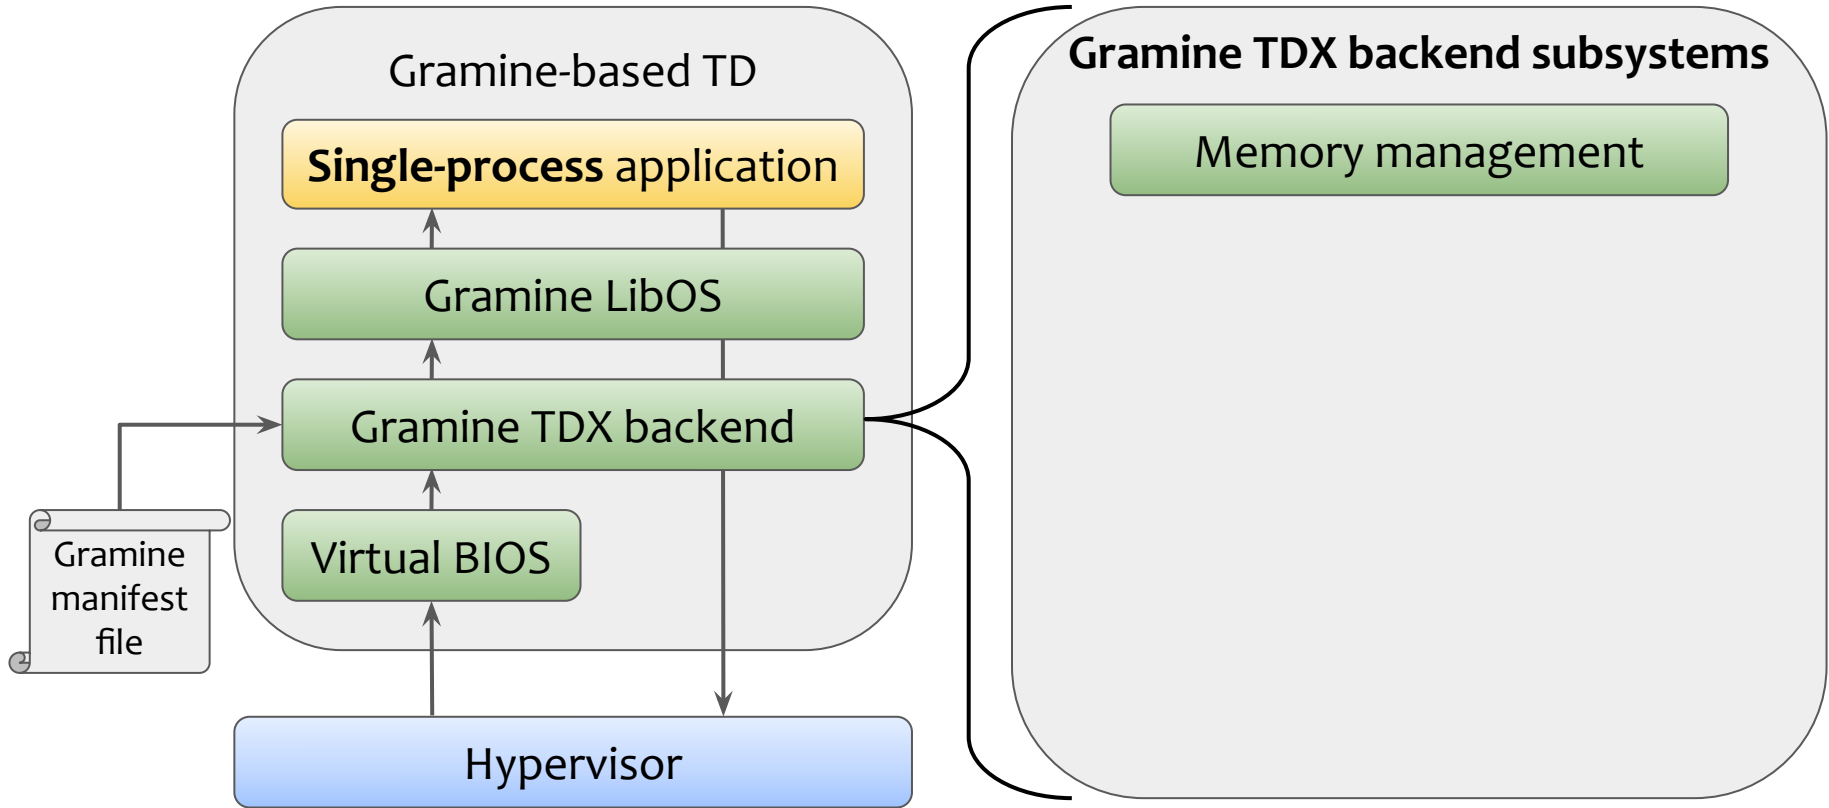 Gramine-based TD
Single-process application
Gramine LibOS
Gramine TDX backend
Virtual BIOS
Gramine
manifest
file
Hypervisor
Gramine TDX backend subsystems
Memory management